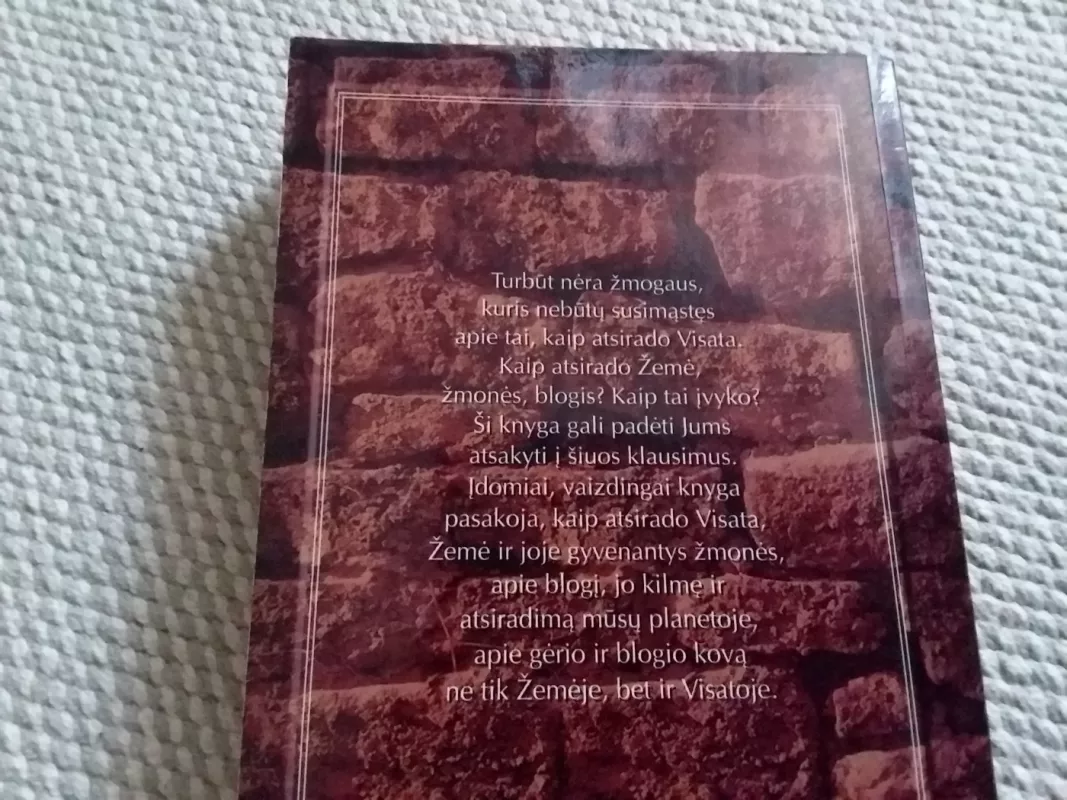 Turbūt nėra žmogaus,
kuris nebūtų susimąstęs
apie tai, kaip atsirado Visata.
Kaip atsirado Žemė,
žmonės, blogis? Kaip tai įvyko?
Ši knyga gali padėti Jums
atsakyti į šiuos klausimus.
Įdomiai, vaizdingai knyga
pasakoja, kaip atsirado Visata,
Žemė ir joje gyvenantys žmonės,
apie blogį, jo kilmę ir
atsiradimą mūsų planetoje,
apie gėrio ir blogio kovą
ne tik Žemėje, bet ir Visatoje.